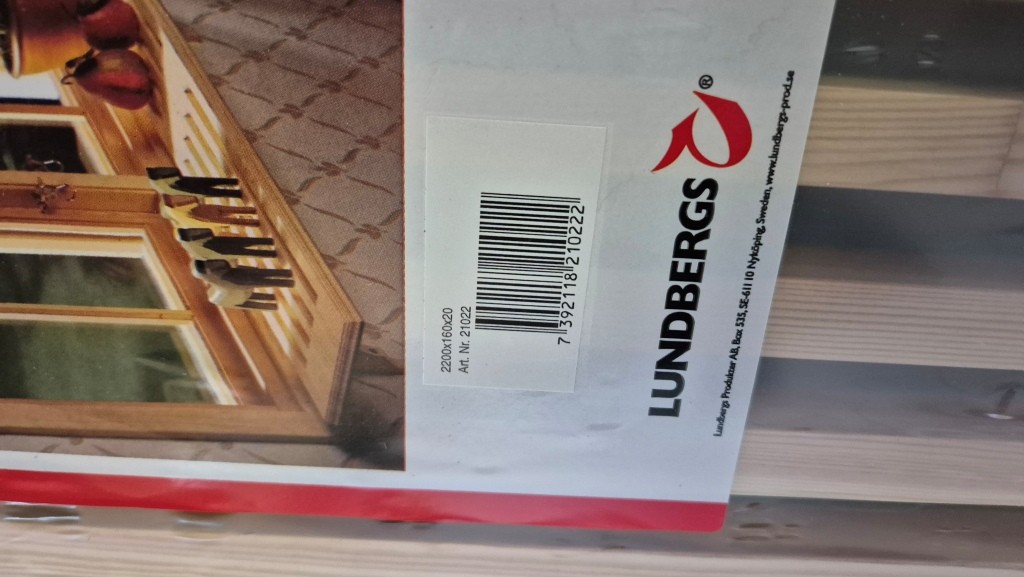 2200x160x20
Art. Nr. 21022
7 392118 210222
®
LUNDBERGS
Lundbergs Produkter AB, Box 535, SE-611 10 Nyköping, Sweden, www.lundbergs-prod.se